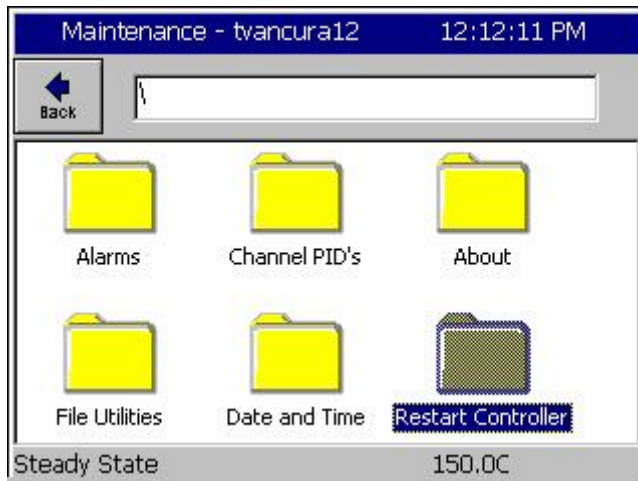 Maintenance - tvancura12 12:12:11 PM
Back \
Alarms Channel PID's About
File Utilities Date and Time Restart Controller
Steady State 150.0C